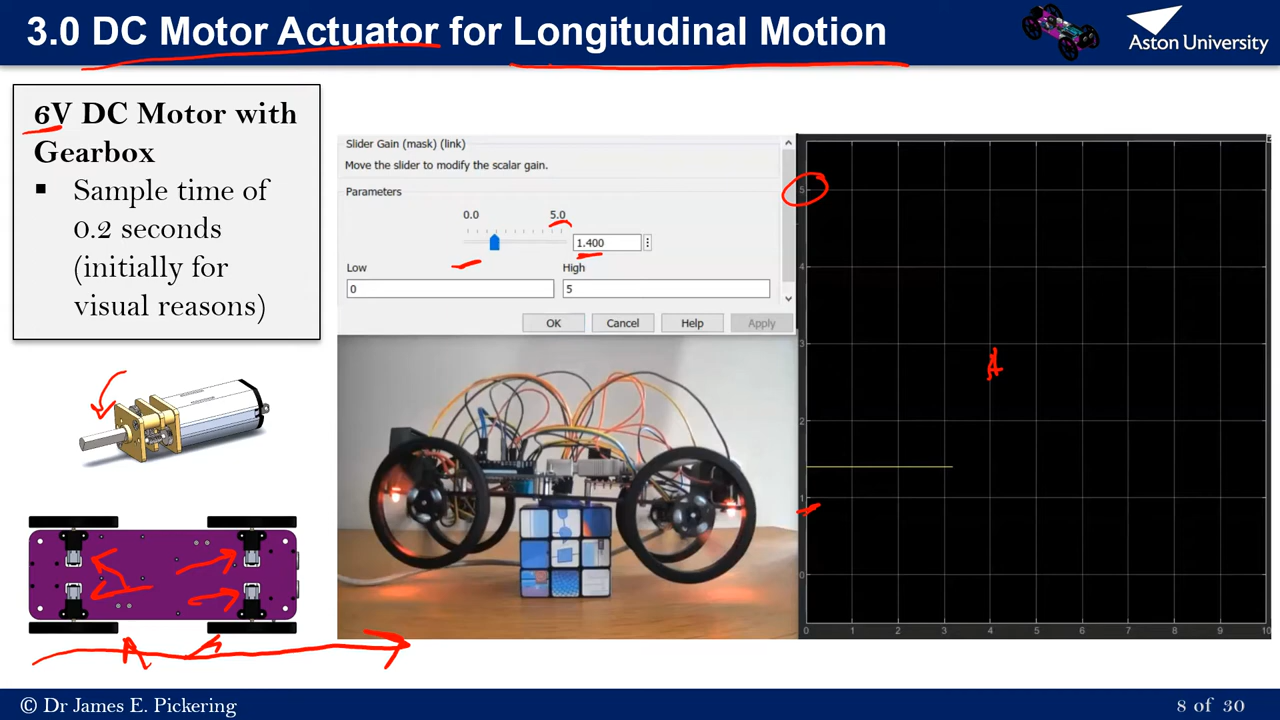 3.0 DC Motor Actuator for Longitudinal Motion
Aston University
6V DC Motor with
Gearbox
▪ Sample time of
0.2 seconds
(initially for
visual reasons)
Slider Gain (mask) (link)
Move the slider to modify the scalar gain.
Parameters
0.0 5.0
1.400
Low High
0 5
OK Cancel Help Apply
5
4
3
2
1
0
0 1 2 3 4 5 6 7 8 9 10
© Dr James E. Pickering
8 of 30